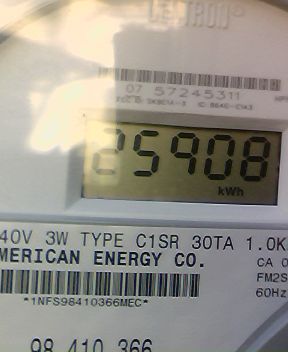 07 57245311
25908
kWh
40V 3W TYPE C1SR 30TA 1.0K
MERICAN ENERGY CO.
CA 0
FM2S
60Hz
*1NFS98410366MEC*
98 410 366